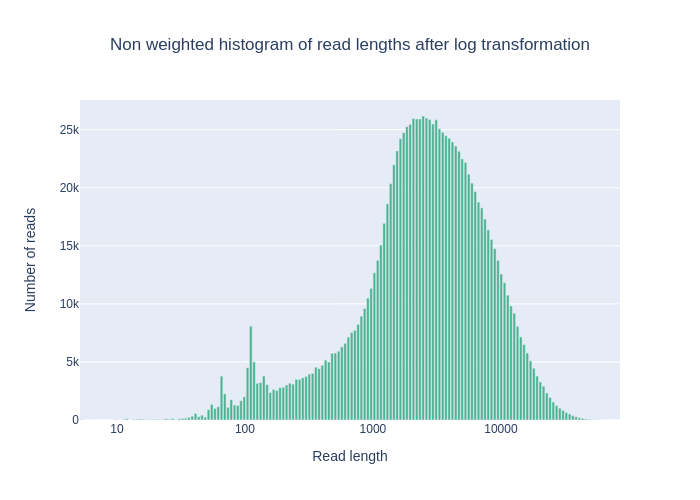 Non weighted histogram of read lengths after log transformation
25k
20k
15k
10k
5k
0
Number of reads
10
100
1000
10000
Read length